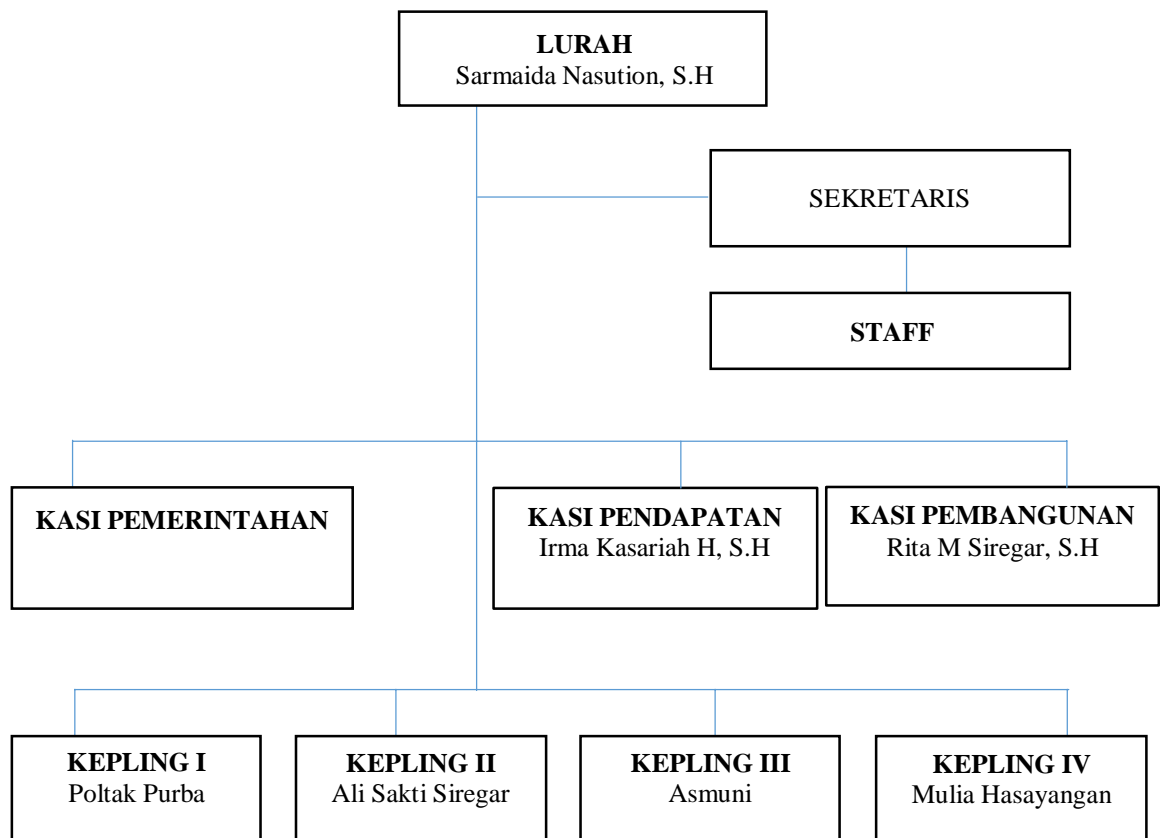 LURAH
Sarmaida Nasution, S.H
SEKRETARIS
STAFF
KASI PEMERINTAHAN
KASI PENDAPATAN
Irma Kasariah H, S.H
KASI PEMBANGUNAN
Rita M Siregar, S.H
KEPLING I
Poltak Purba
KEPLING II
Ali Sakti Siregar
KEPLING III
Asmuni
KEPLING IV
Mulia Hasayangan